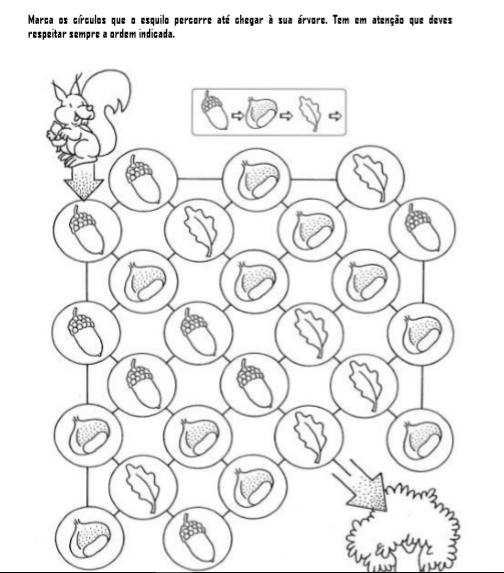 Marca os círculos que o esquilo percorre até chegar à sua árvore. Tem em atenção que deves
respeitar sempre a ordem indicada.